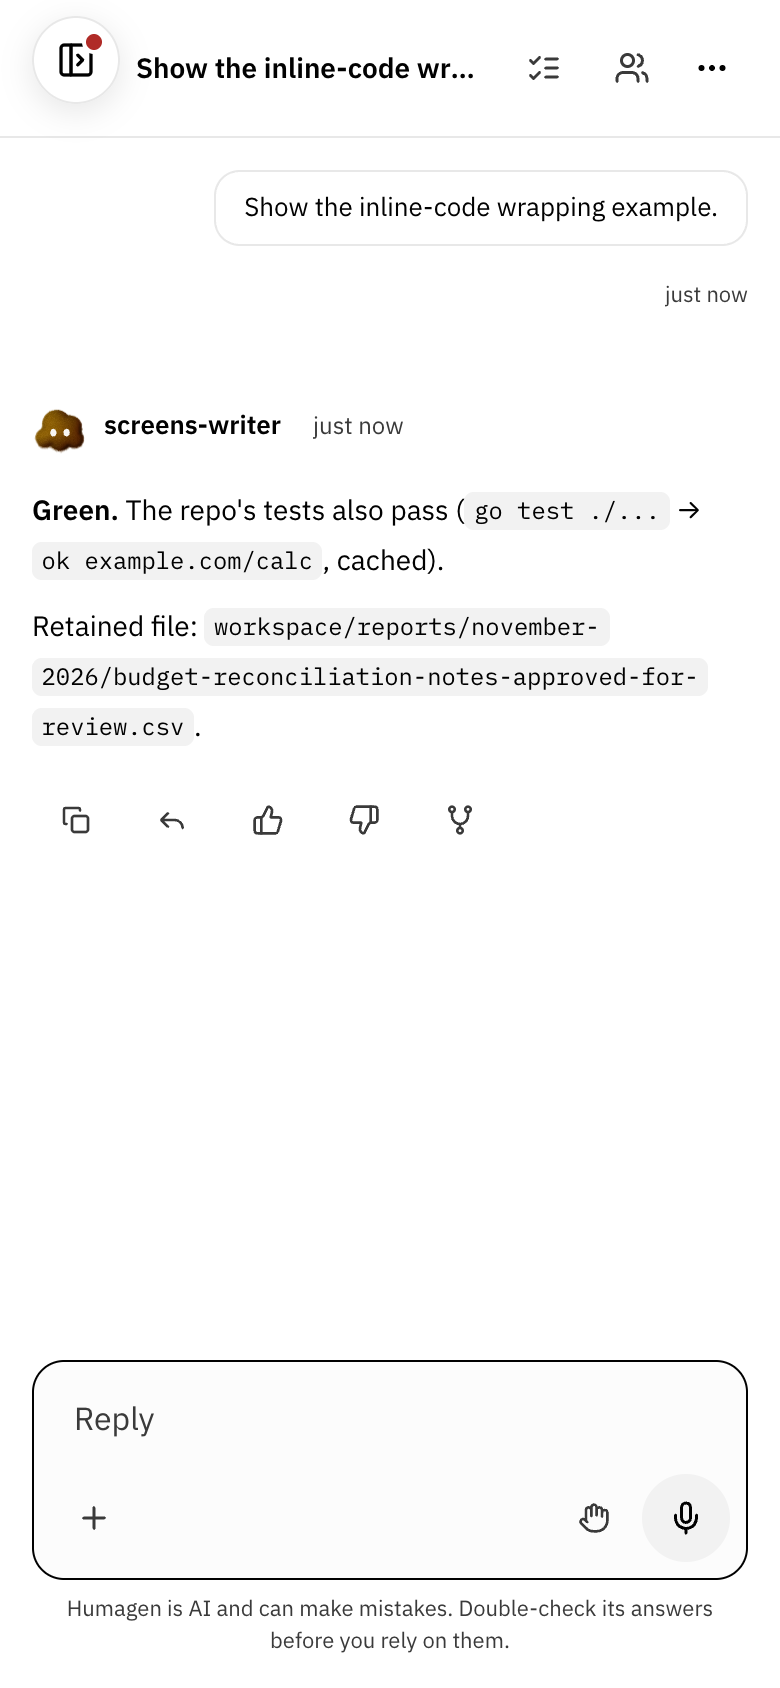 Show the inline-code wr...
Show the inline-code wrapping example.
just now
screens-writer just now
Green. The repo's tests also pass (go test ./... →
ok example.com/calc, cached).
Retained file: workspace/reports/november-
2026/budget-reconciliation-notes-approved-for-
review.csv.
Reply
Humagen is AI and can make mistakes. Double-check its answers
before you rely on them.